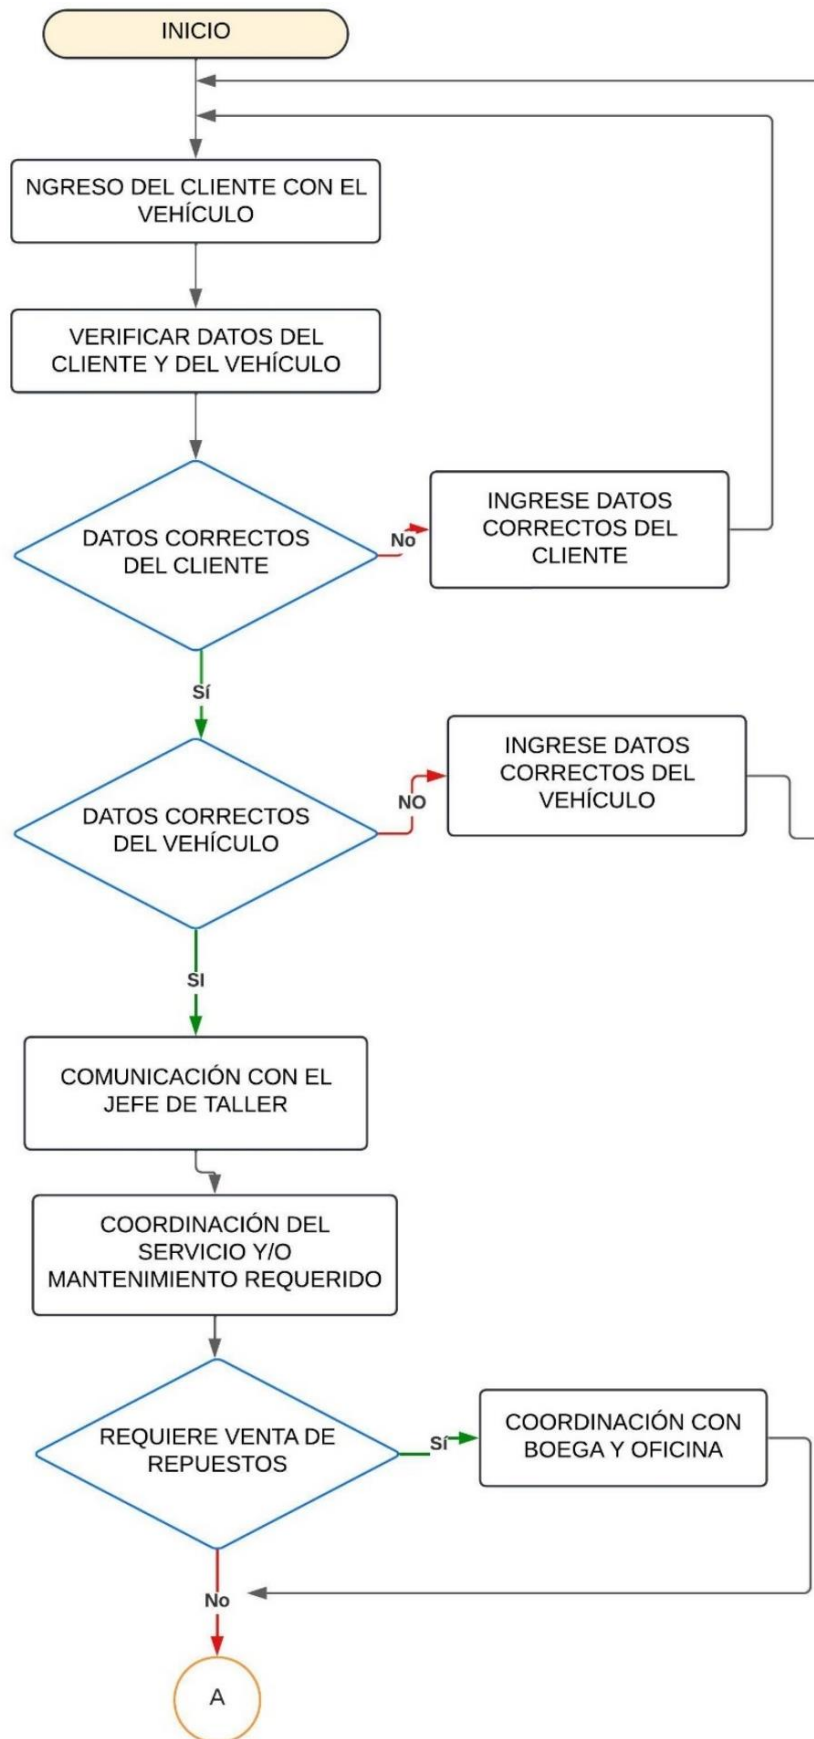 INICIO
NGRESO DEL CLIENTE CON EL
VEHÍCULO
VERIFICAR DATOS DEL
CLIENTE Y DEL VEHÍCULO
DATOS CORRECTOS
DEL CLIENTE
No
INGRESE DATOS
CORRECTOS DEL
CLIENTE
Sí
DATOS CORRECTOS
DEL VEHÍCULO
NO
INGRESE DATOS
CORRECTOS DEL
VEHÍCULO
SI
COMUNICACIÓN CON EL
JEFE DE TALLER
COORDINACIÓN DEL
SERVICIO Y/O
MANTENIMIENTO REQUERIDO
REQUIERE VENTA DE
REPUESTOS
Sí
COORDINACIÓN CON
BOEGA Y OFICINA
No
A